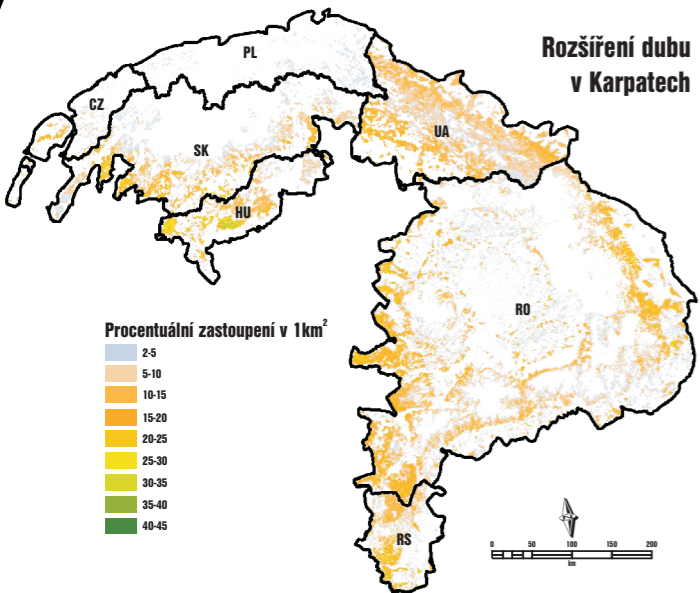 Rozšíření dubu
v Karpatech
PL
CZ
SK
UA
HU
RO
RS
Procentuální zastoupení v 1km²
2-5
5-10
10-15
15-20
20-25
25-30
30-35
35-40
40-45
0 50 100 150 200
km